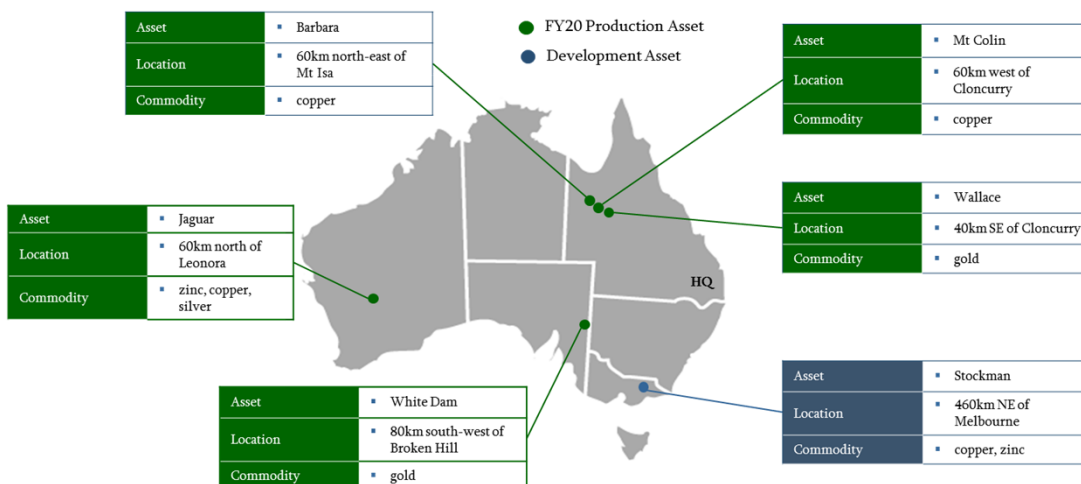 Asset ▪ Barbara
Location ▪ 60km north-east of
Mt Isa
Commodity ▪ copper
FY20 Production Asset
Development Asset
Asset ▪ Mt Colin
Location ▪ 60km west of
Cloncurry
Commodity ▪ copper
Asset ▪ Jaguar
Location ▪ 60km north of
Leonora
Commodity ▪ zinc, copper,
silver
Asset ▪ Wallace
Location ▪ 40km SE of Cloncurry
Commodity ▪ gold
HQ
Asset ▪ White Dam
Location ▪ 80km south-west of
Broken Hill
Commodity ▪ gold
Asset ▪ Stockman
Location ▪ 460km NE of
Melbourne
Commodity ▪ copper, zinc